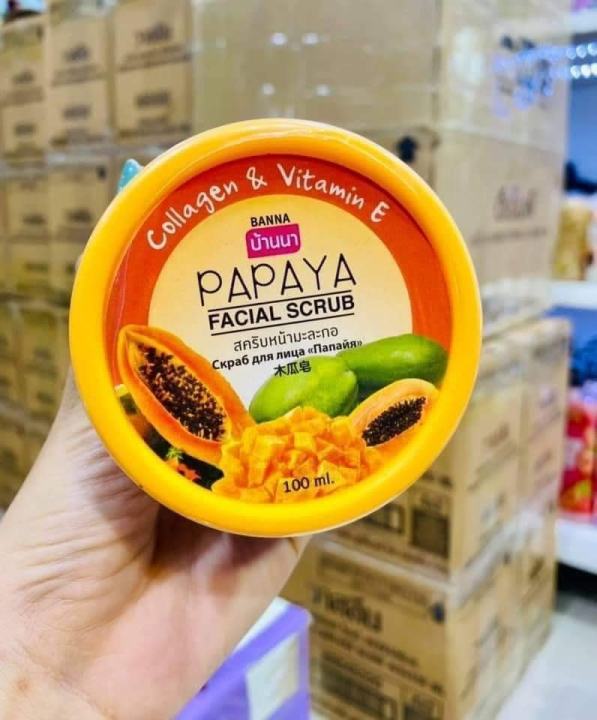 Collagen & Vitamin E
BANNA
บ้านนา
PAPAYA
FACIAL SCRUB
สครับหน้ามะละกอ
Скраб для лица «Папайя»
木瓜皂
100 ml.